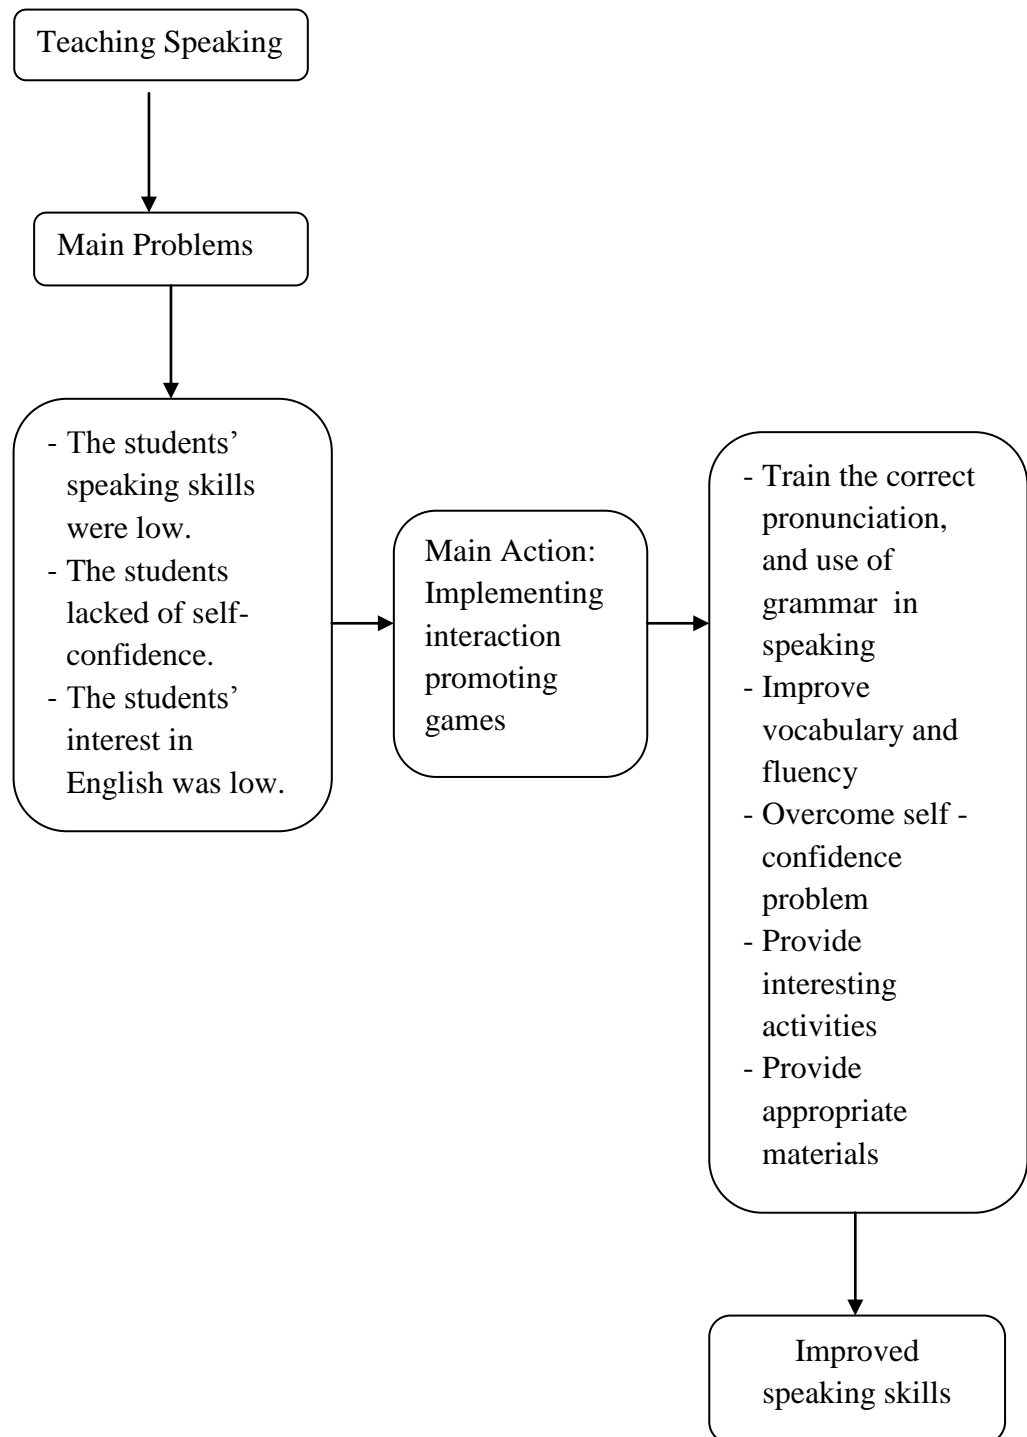 Teaching Speaking
Main Problems
- The students’
speaking skills
were low.
- The students
lacked of self-
confidence.
- The students’
interest in
English was low.
Main Action:
Implementing
interaction
promoting
games
- Train the correct
pronunciation,
and use of
grammar in
speaking
- Improve
vocabulary and
fluency
- Overcome self -
confidence
problem
- Provide
interesting
activities
- Provide
appropriate
materials
Improved
speaking skills